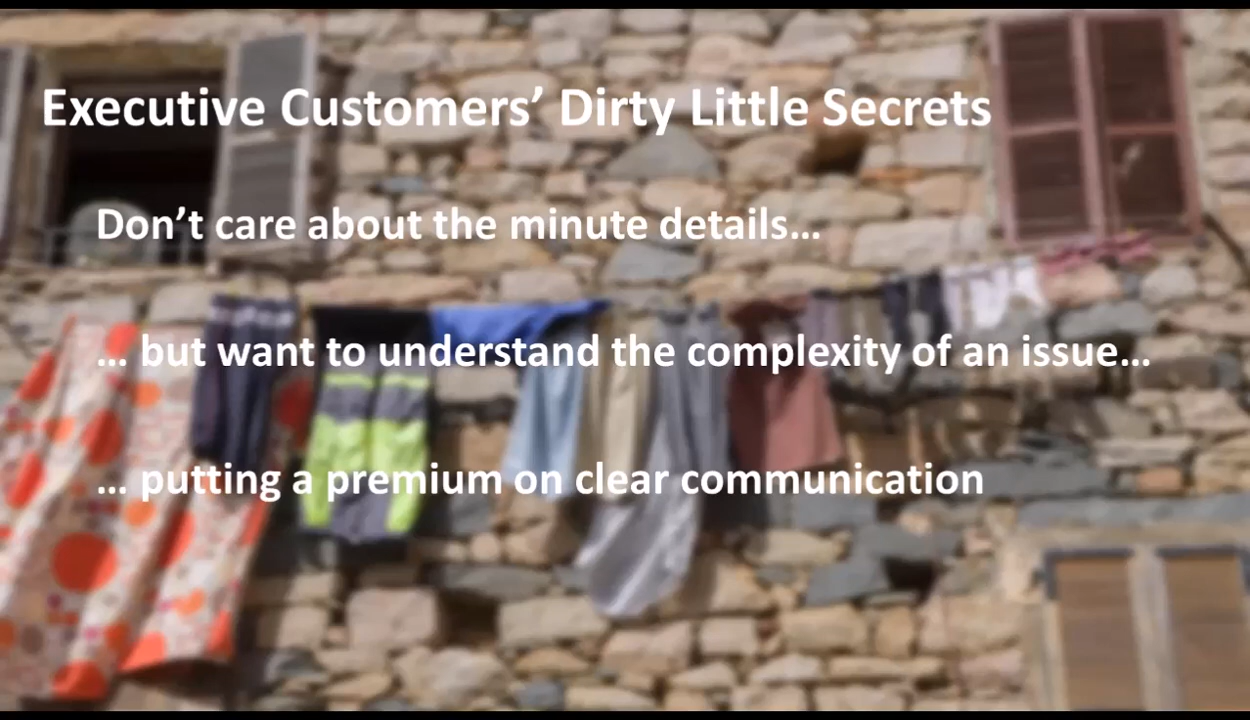 Executive Customers’ Dirty Little Secrets
Don’t care about the minute details…
… but want to understand the complexity of an issue…
… putting a premium on clear communication